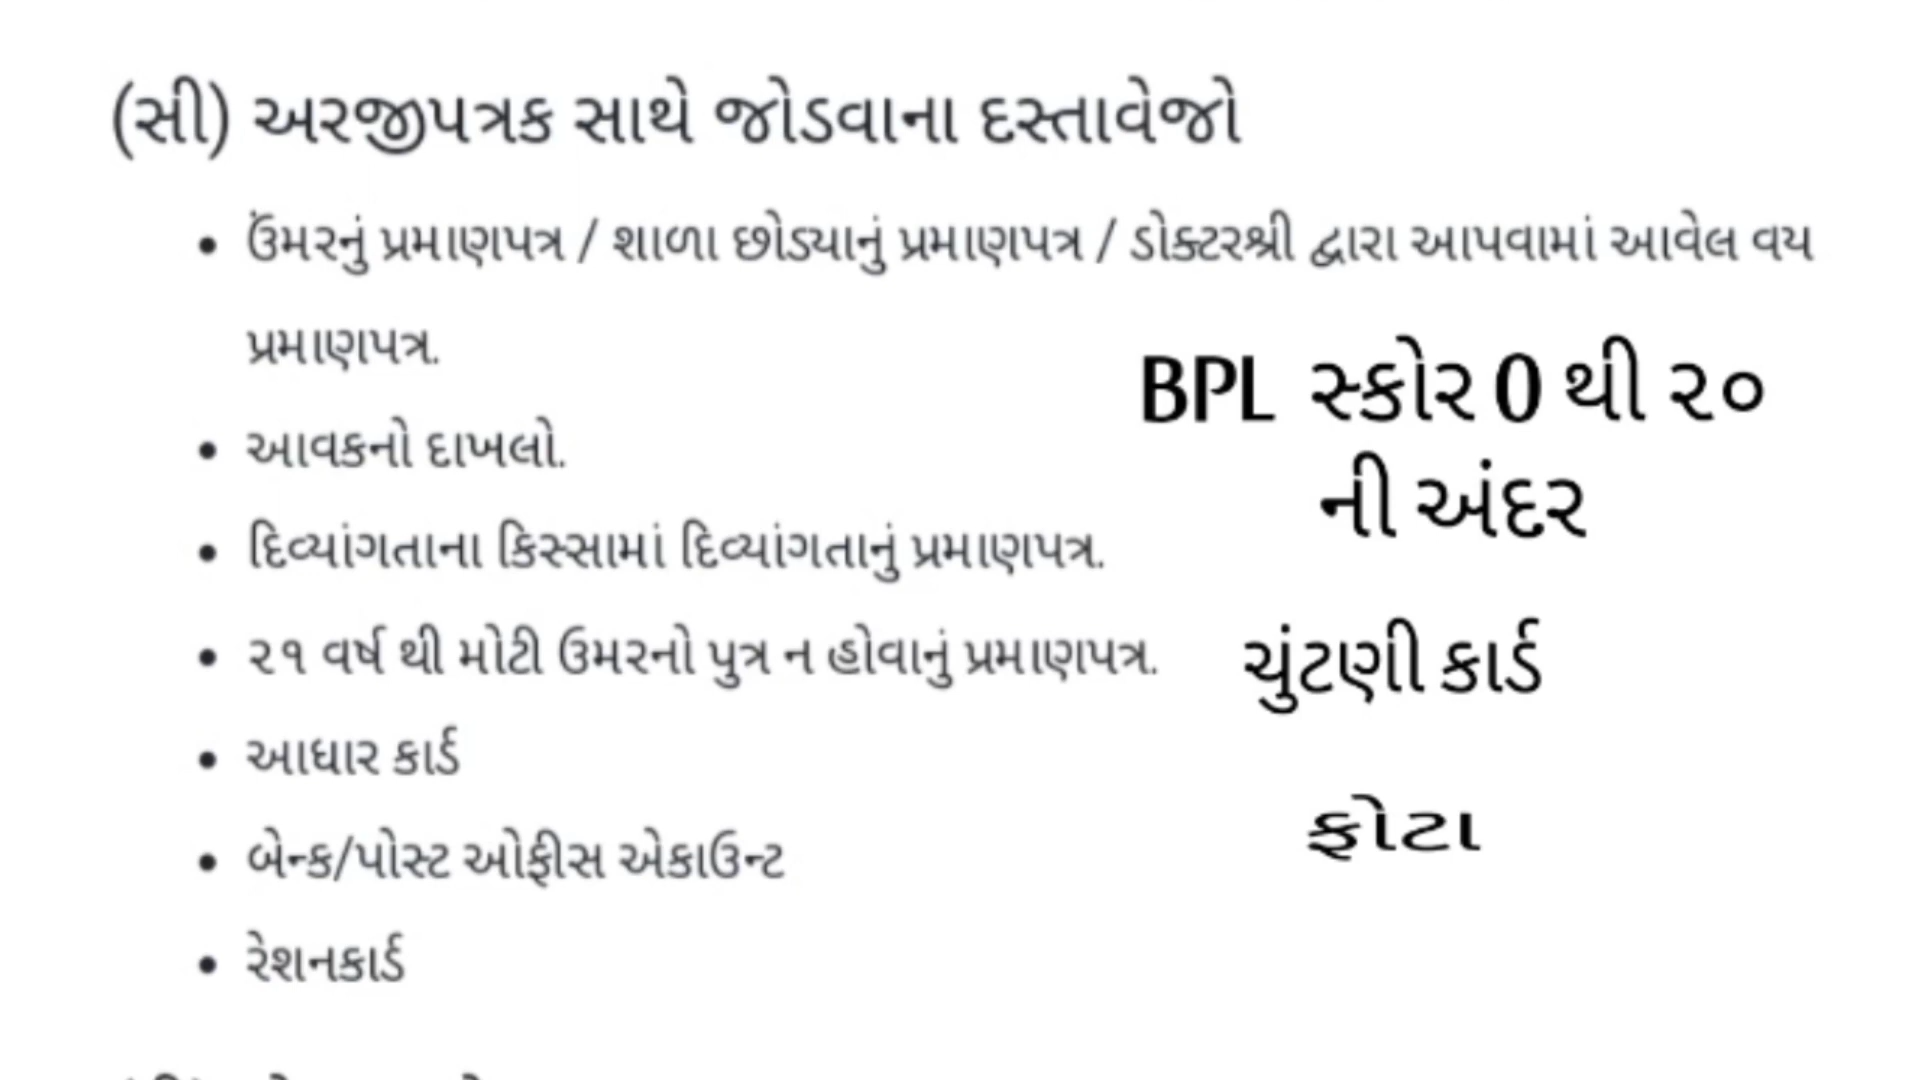 (સી) અરજીપત્રક સાથે જોડવાના દસ્તાવેજો
• ઉંમરનું પ્રમાણપત્ર / શાળા છોડ્યાનું પ્રમાણપત્ર / ડોક્ટરશ્રી દ્વારા આપવામાં આવેલ વય
પ્રમાણપત્ર.
• આવકનો દાખલો.
• દિવ્યાંગતાના કિસ્સામાં દિવ્યાંગતાનું પ્રમાણપત્ર.
• ૨૧ વર્ષ થી મોટી ઉમરનો પુત્ર ન હોવાનું પ્રમાણપત્ર.
• આધાર કાર્ડ
• બેન્ક/પોસ્ટ ઓફીસ એકાઉન્ટ
• રેશનકાર્ડ
BPL સ્કોર 0 થી ૨૦
ની અંદર
ચુંટણી કાર્ડ
ફોટા